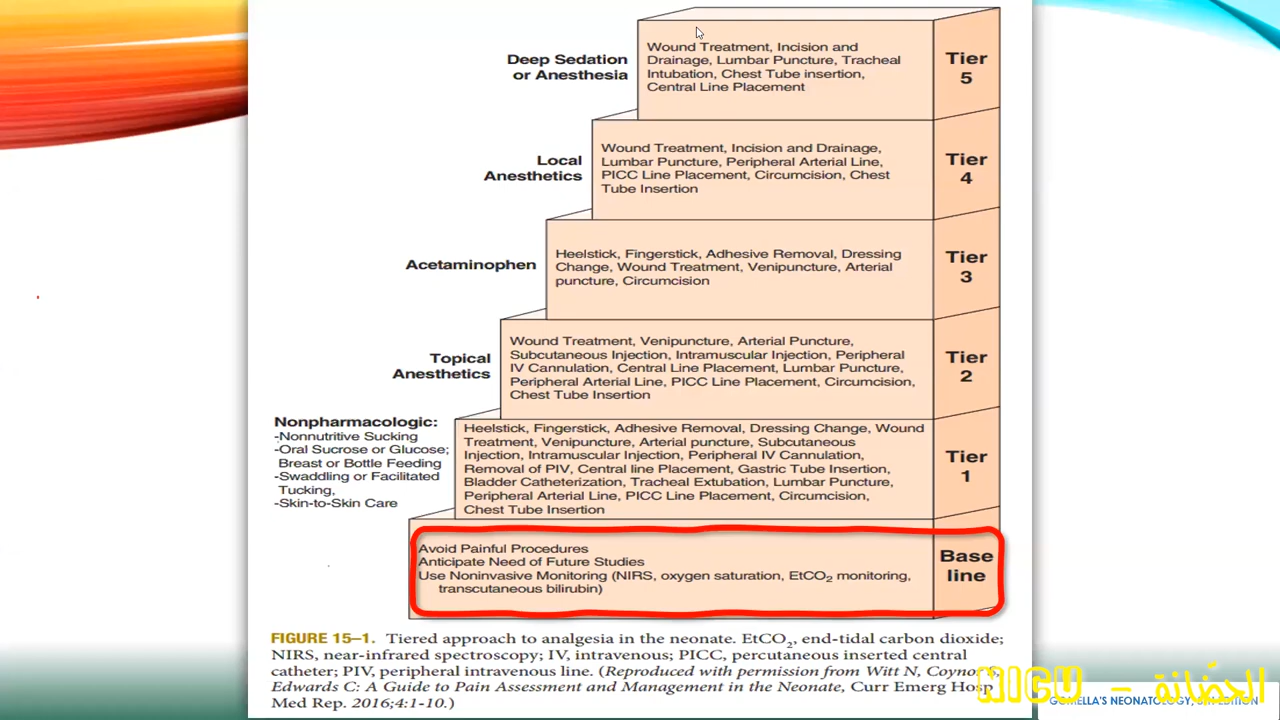 Deep Sedation
or Anesthesia
Wound Treatment, Incision and
Drainage, Lumbar Puncture, Tracheal
Intubation, Chest Tube insertion,
Central Line Placement
Tier
5
Local
Anesthetics
Wound Treatment, Incision and Drainage,
Lumbar Puncture, Peripheral Arterial Line,
PICC Line Placement, Circumcision, Chest
Tube Insertion
Tier
4
Acetaminophen
Heelstick, Fingerstick, Adhesive Removal, Dressing
Change, Wound Treatment, Venipuncture, Arterial
puncture, Circumcision
Tier
3
Topical
Anesthetics
Wound Treatment, Venipuncture, Arterial Puncture,
Subcutaneous Injection, Intramuscular Injection, Peripheral
IV Cannulation, Central Line Placement, Lumbar Puncture,
Peripheral Arterial Line, PICC Line Placement, Circumcision,
Chest Tube Insertion
Tier
2
Nonpharmacologic:
-Nonnutritive Sucking
-Oral Sucrose or Glucose;
Breast or Bottle Feeding
-Swaddling or Facilitated
Tucking,
-Skin-to-Skin Care
Heelstick, Fingerstick, Adhesive Removal, Dressing Change, Wound
Treatment, Venipuncture, Arterial puncture, Subcutaneous
Injection, Intramuscular Injection, Peripheral IV Cannulation,
Removal of PIV, Central line Placement, Gastric Tube Insertion,
Bladder Catheterization, Tracheal Extubation, Lumbar Puncture,
Peripheral Arterial Line, PICC Line Placement, Circumcision,
Chest Tube Insertion
Tier
1
Avoid Painful Procedures
Anticipate Need of Future Studies
Use Noninvasive Monitoring (NIRS, oxygen saturation, EtCO₂ monitoring,
transcutaneous bilirubin)
Base
line
FIGURE 15–1. Tiered approach to analgesia in the neonate. EtCO₂, end-tidal carbon dioxide;
NIRS, near-infrared spectroscopy; IV, intravenous; PICC, percutaneous inserted central
catheter; PIV, peripheral intravenous line. (Reproduced with permission from Witt N, Coynor S,
Edwards C: A Guide to Pain Assessment and Management in the Neonate, Curr Emerg Hosp
Med Rep. 2016;4:1-10.)
NICU – الحضّانة
GOMELLA'S NEONATOLOGY, 8TH EDITION